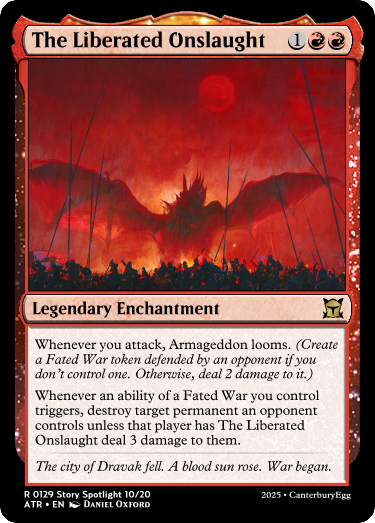 The Liberated Onslaught 1
Legendary Enchantment
Whenever you attack, Armageddon looms. (Create
a Fated War token defended by an opponent if you
don't control one. Otherwise, deal 2 damage to it.)
Whenever an ability of a Fated War you control
triggers, destroy target permanent an opponent
controls unless that player has The Liberated
Onslaught deal 3 damage to them.
The city of Dravak fell. A blood sun rose. War began.
R 0129 Story Spotlight 10/20
ATR • EN Daniel Oxford
2025 • CanterburyEgg